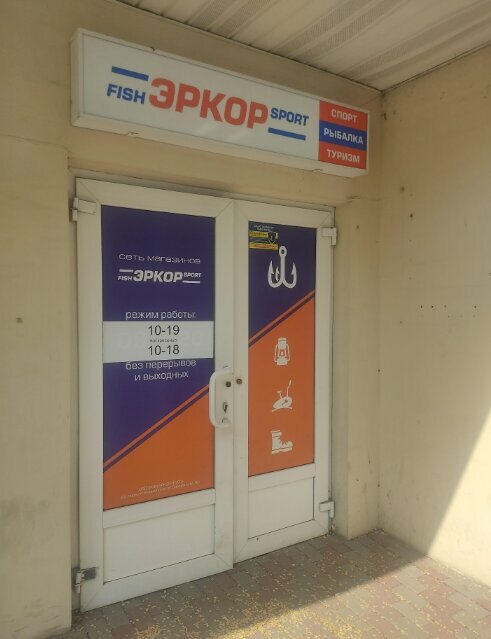 FISH ЭРКОР SPORT
СПОРТ
РЫБАЛКА
ТУРИЗМ
сеть магазинов
FISH ЭРКОР SPORT
режим работы:
10-19
10-18
без перерывов
и выходных